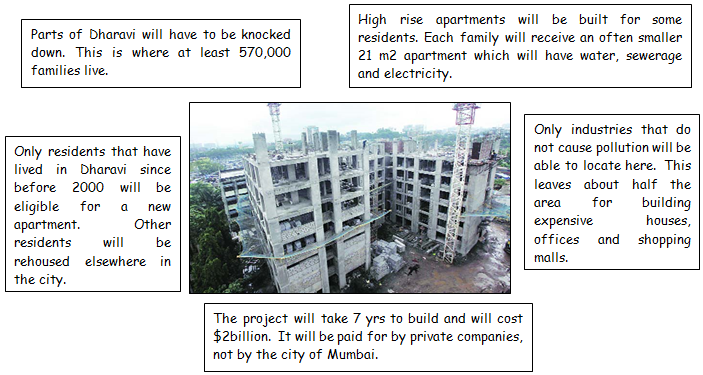 Parts of Dharavi will have to be knocked
down. This is where at least 570,000
families live.
High rise apartments will be built for some
residents. Each family will receive an often smaller
21 m2 apartment which will have water, sewerage
and electricity.
Only residents that have
lived in Dharavi since
before 2000 will be
eligible for a new
apartment. Other
residents will be
rehoused elsewhere in
the city.
Only industries that do
not cause pollution will be
able to locate here. This
leaves about half the
area for building
expensive houses,
offices and shopping
malls.
The project will take 7 yrs to build and will cost
$2billion. It will be paid for by private companies,
not by the city of Mumbai.